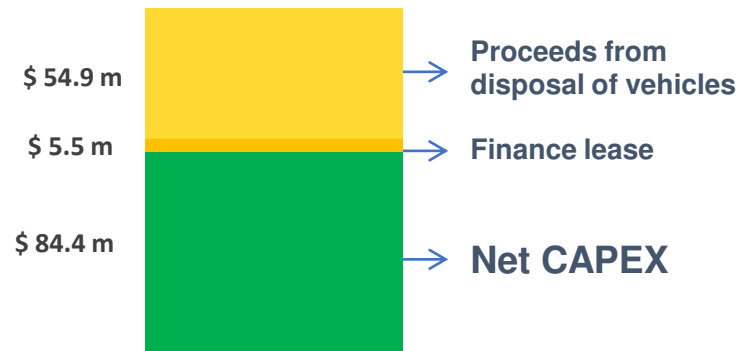 $ 54.9 m
Proceeds from
disposal of vehicles
$ 5.5 m
Finance lease
$ 84.4 m
Net CAPEX